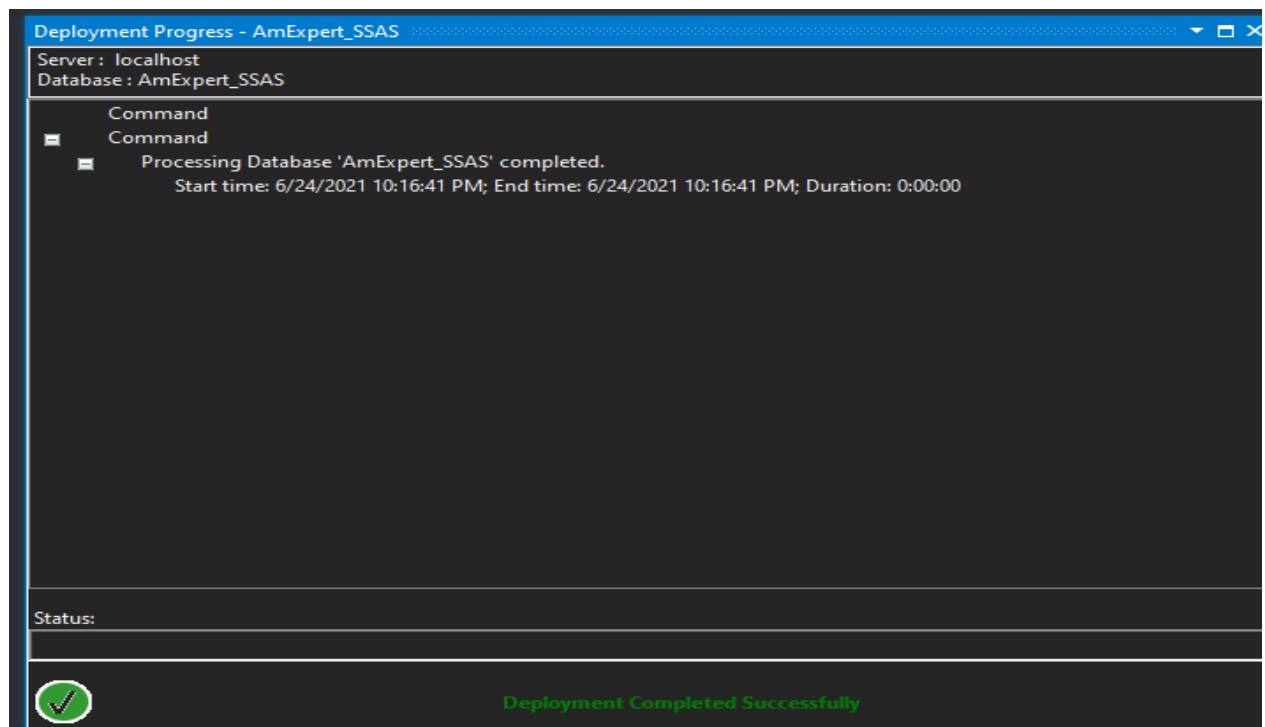 Deployment Progress - AmExpert_SSAS
Server : localhost
Database : AmExpert_SSAS
Command
Command
Processing Database 'AmExpert_SSAS' completed.
Start time: 6/24/2021 10:16:41 PM; End time: 6/24/2021 10:16:41 PM; Duration: 0:00:00
Status:
Deployment Completed Successfully